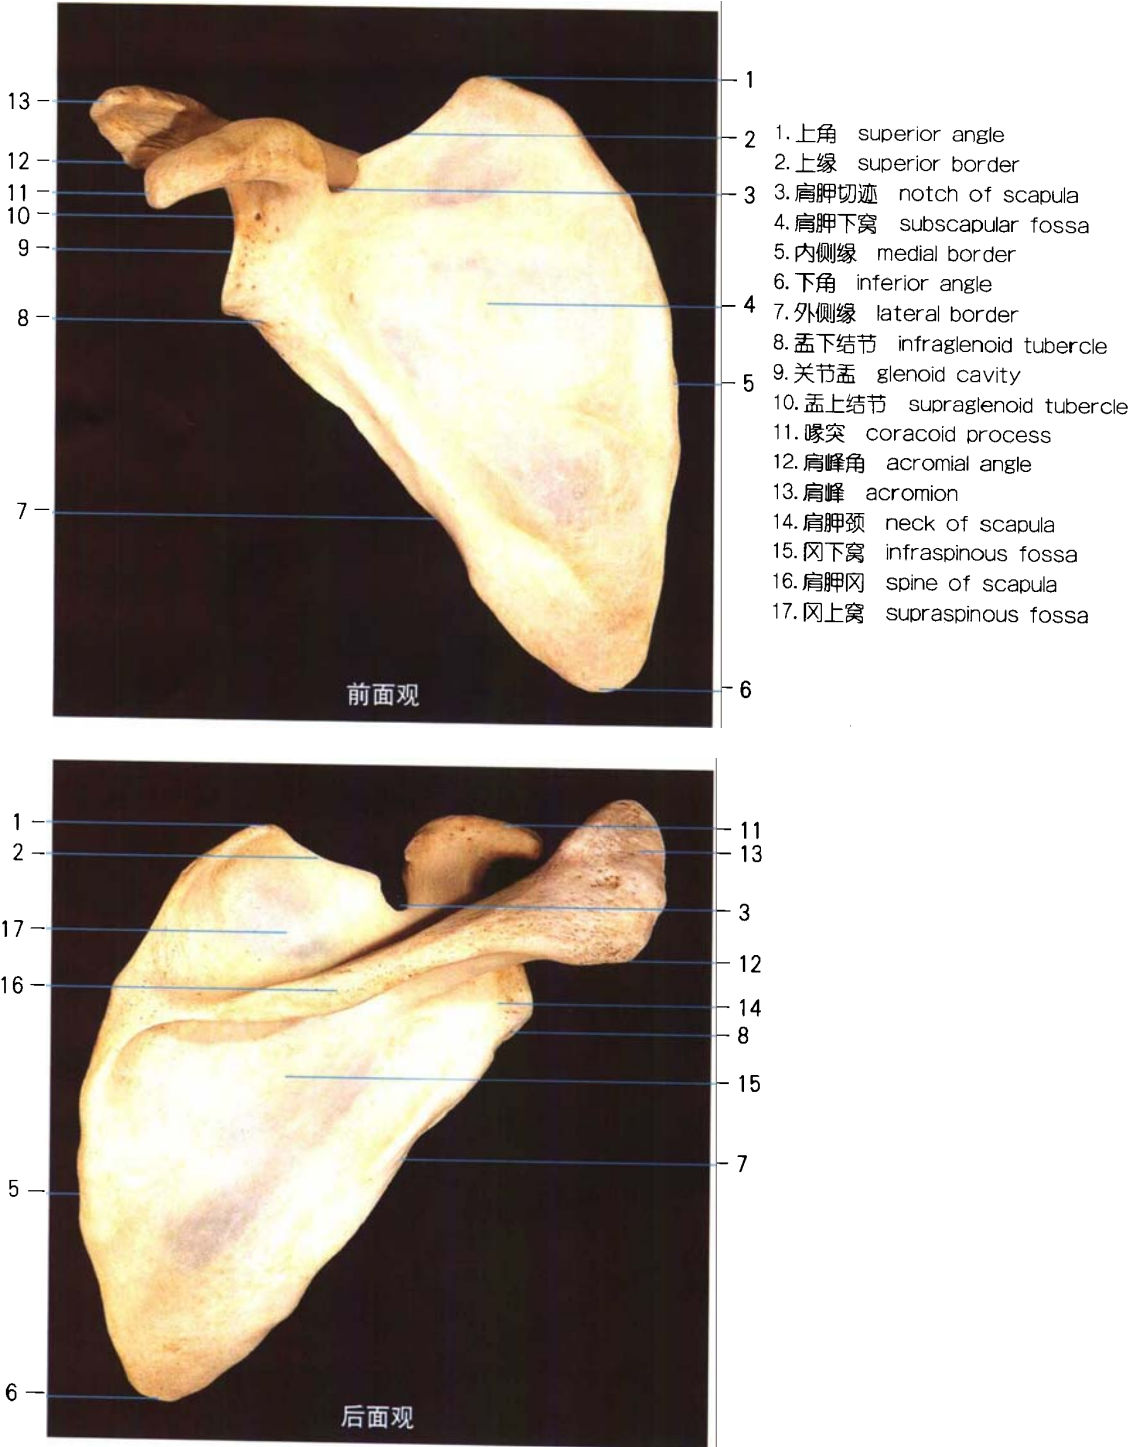 1
13
2
1.上角 superior angle
12
2.上缘 superior border
11
3
3.肩胛切迹 notch of scapula
10
4.肩胛下窝 subscapular fossa
9
5.内侧缘 medial border
6.下角 inferior angle
4
7.外侧缘 lateral border
8
8.盂下结节 infraglenoid tubercle
5
9.关节盂 glenoid cavity
10.盂上结节 supraglenoid tubercle
11.喙突 coracoid process
12.肩峰角 acromial angle
13.肩峰 acromion
7
14.肩胛颈 neck of scapula
15.冈下窝 infraspinous fossa
16.肩胛冈 spine of scapula
17.冈上窝 supraspinous fossa
前面观
6
1
11
2
13
3
17
12
16
14
8
15
7
5
6
后面观